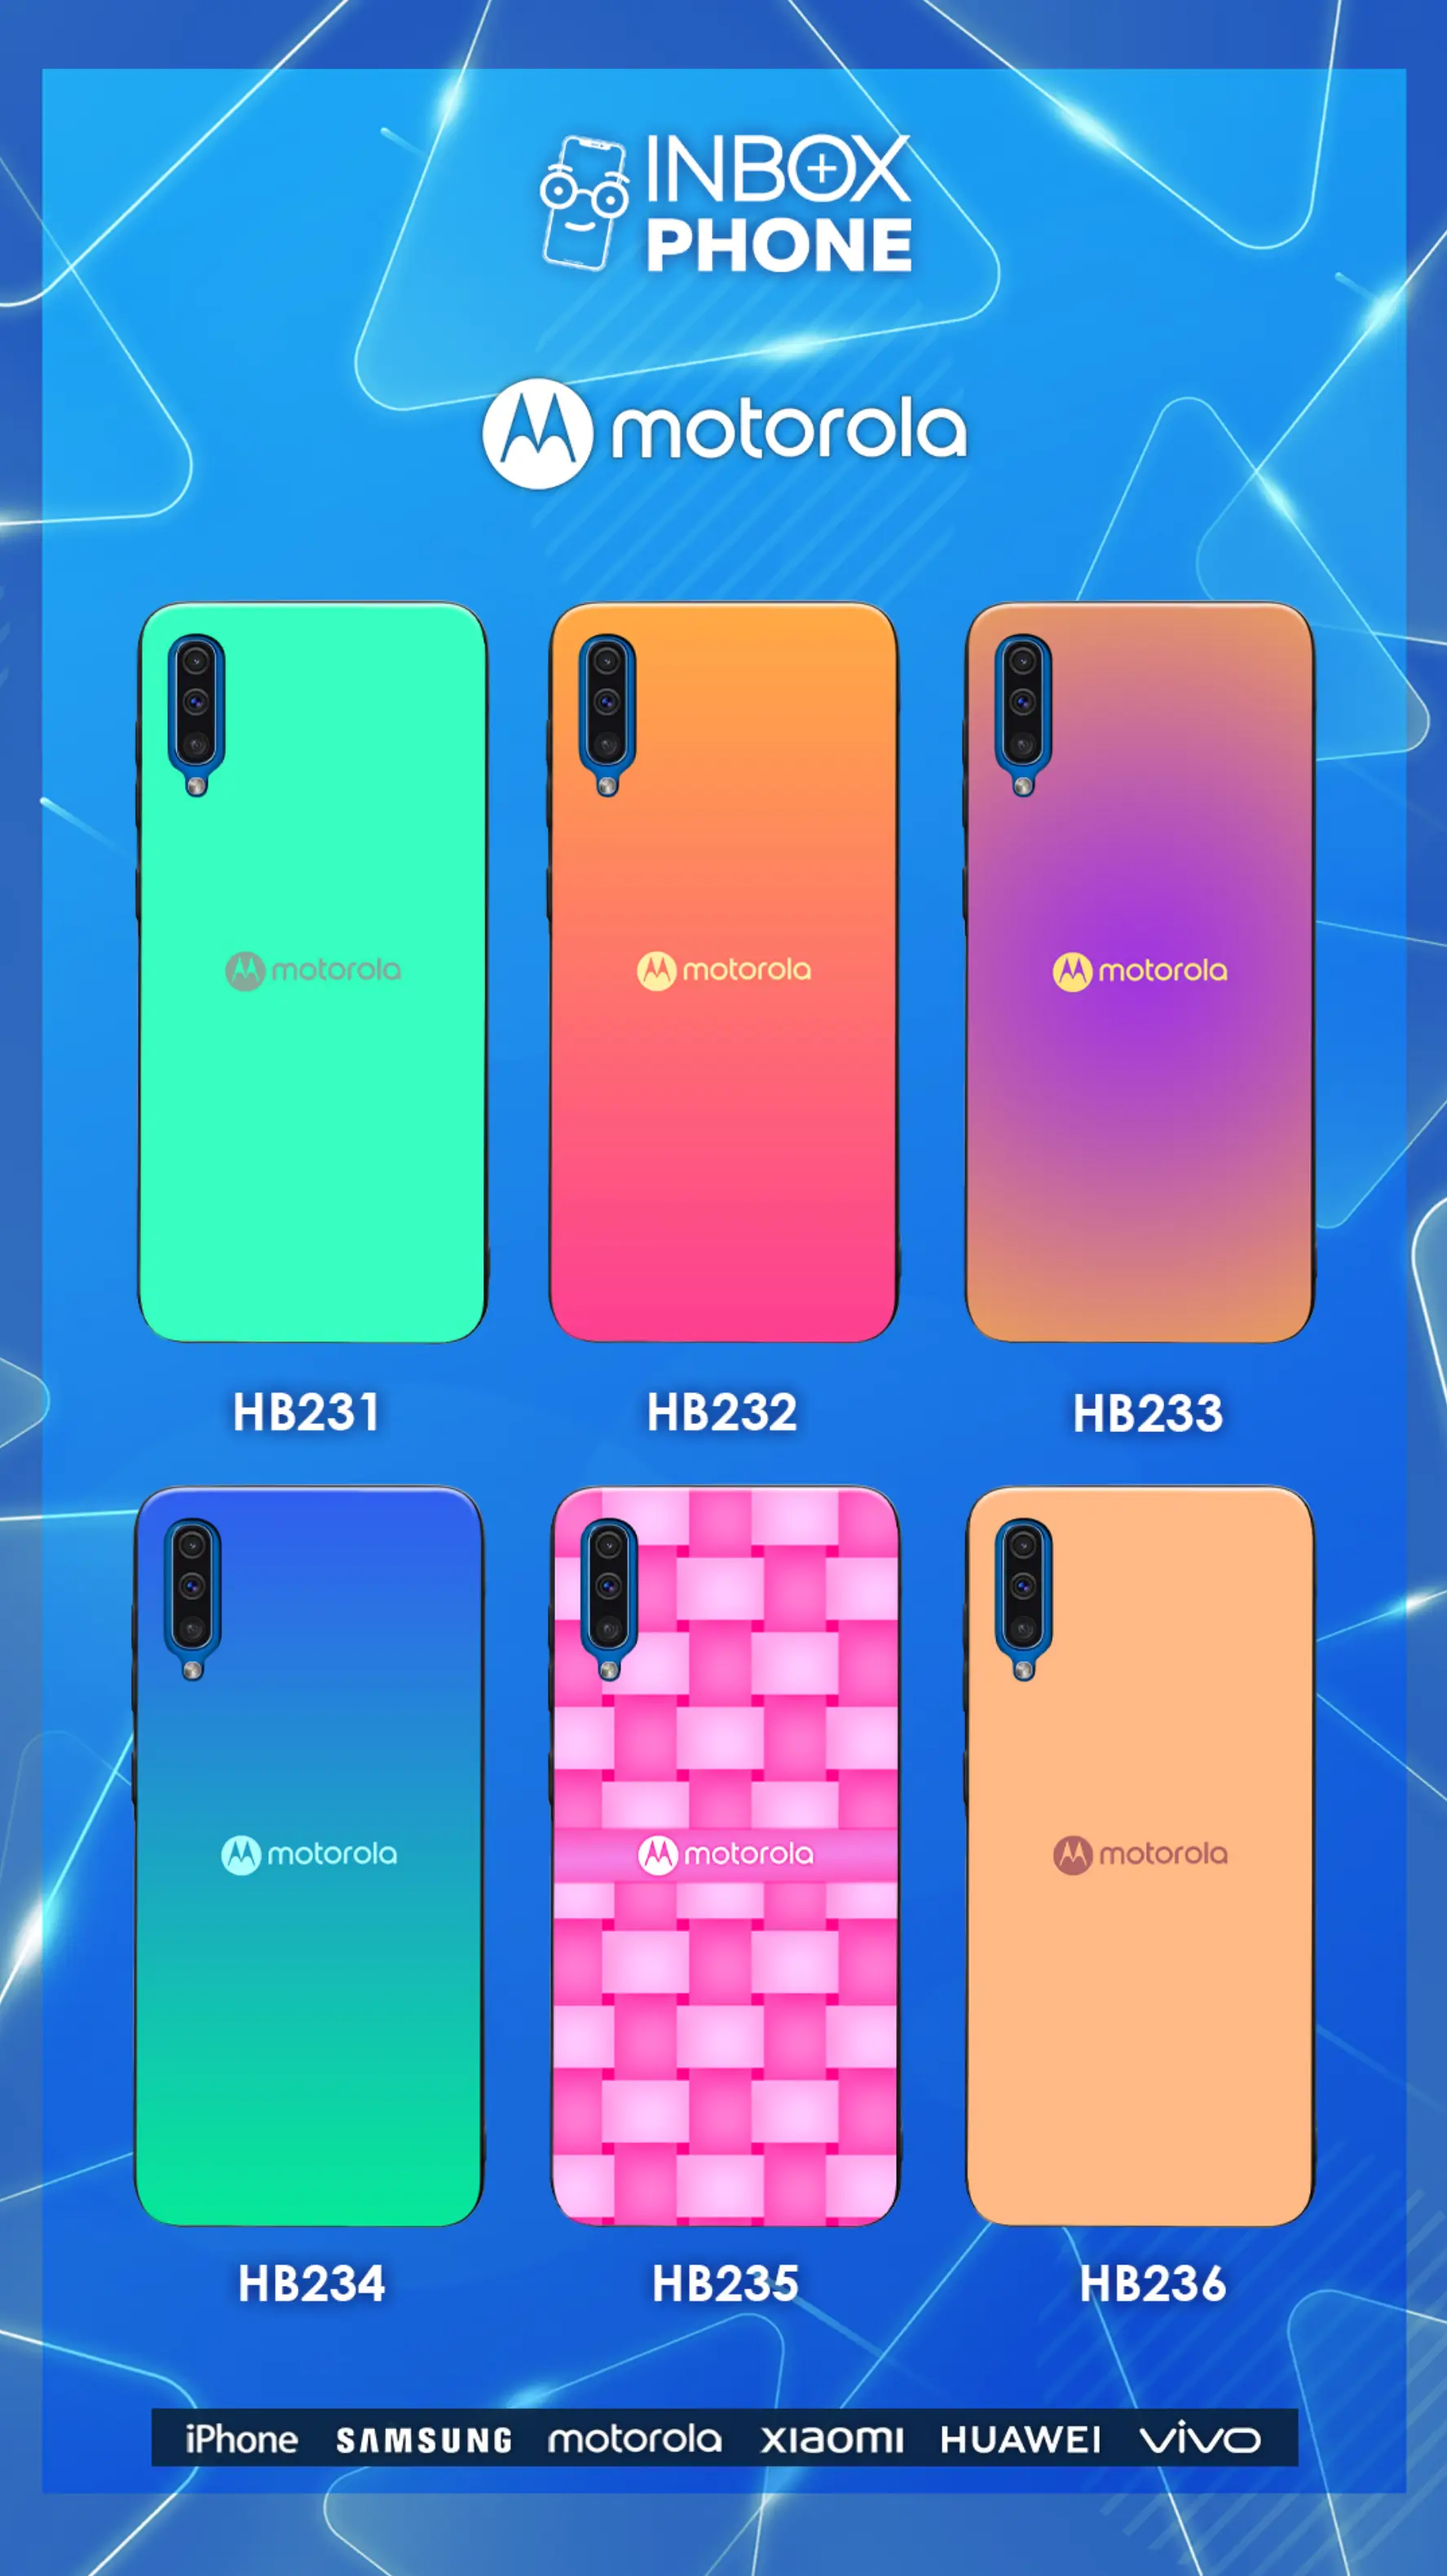 INBOX
PHONE
motorola
motorola
motorola
motorola
HB231
HB232
HB233
motorola
motorola
motorola
HB234
HB235
HB236
iPhone SAMSUNG motorola xiaomi HUAWEI vivo